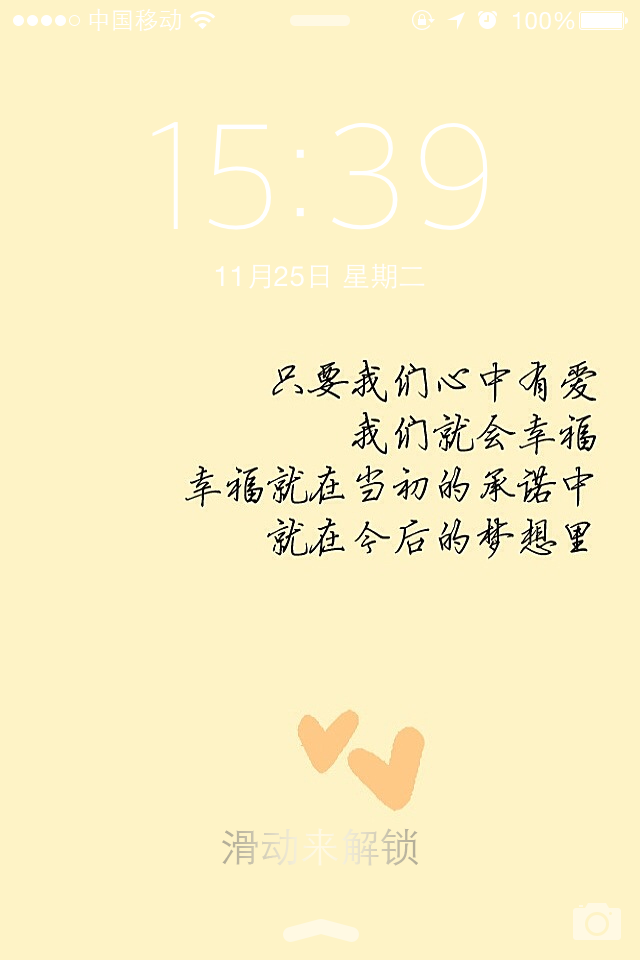 中国移动 100%
15:39
11月25日 星期二
只要我们心中有爱
我们就会幸福
幸福就在当初的承诺中
就在今后的梦想里
滑动来解锁